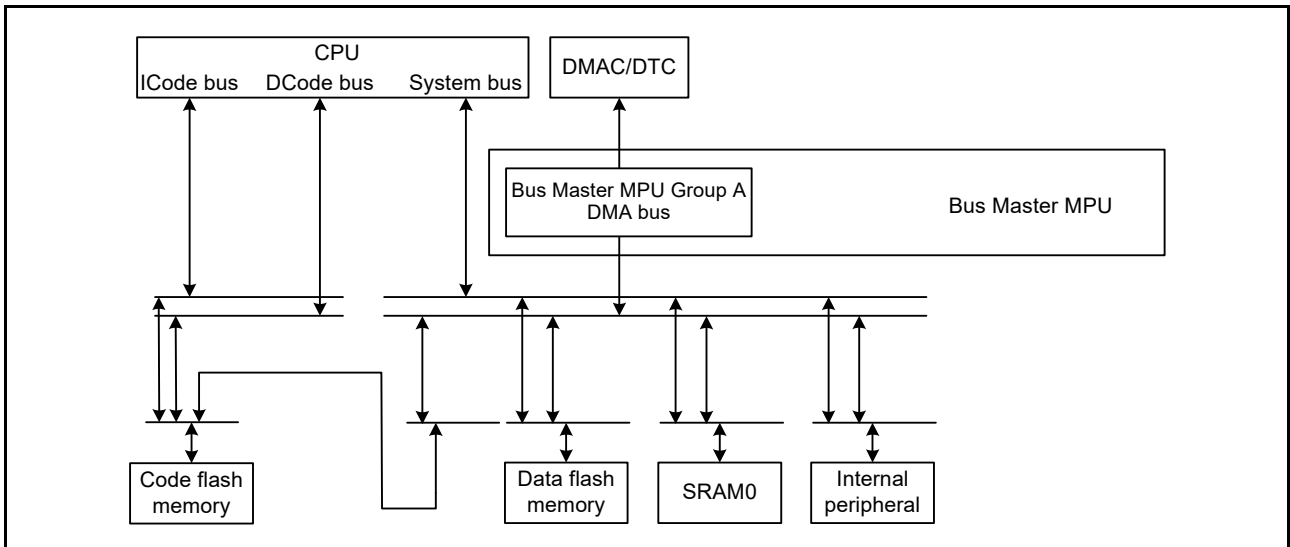 CPU
ICode bus DCode bus System bus
DMAC/DTC
Bus Master MPU Group A
DMA bus
Bus Master MPU
Code flash
memory
Data flash
memory
SRAM0
Internal
peripheral